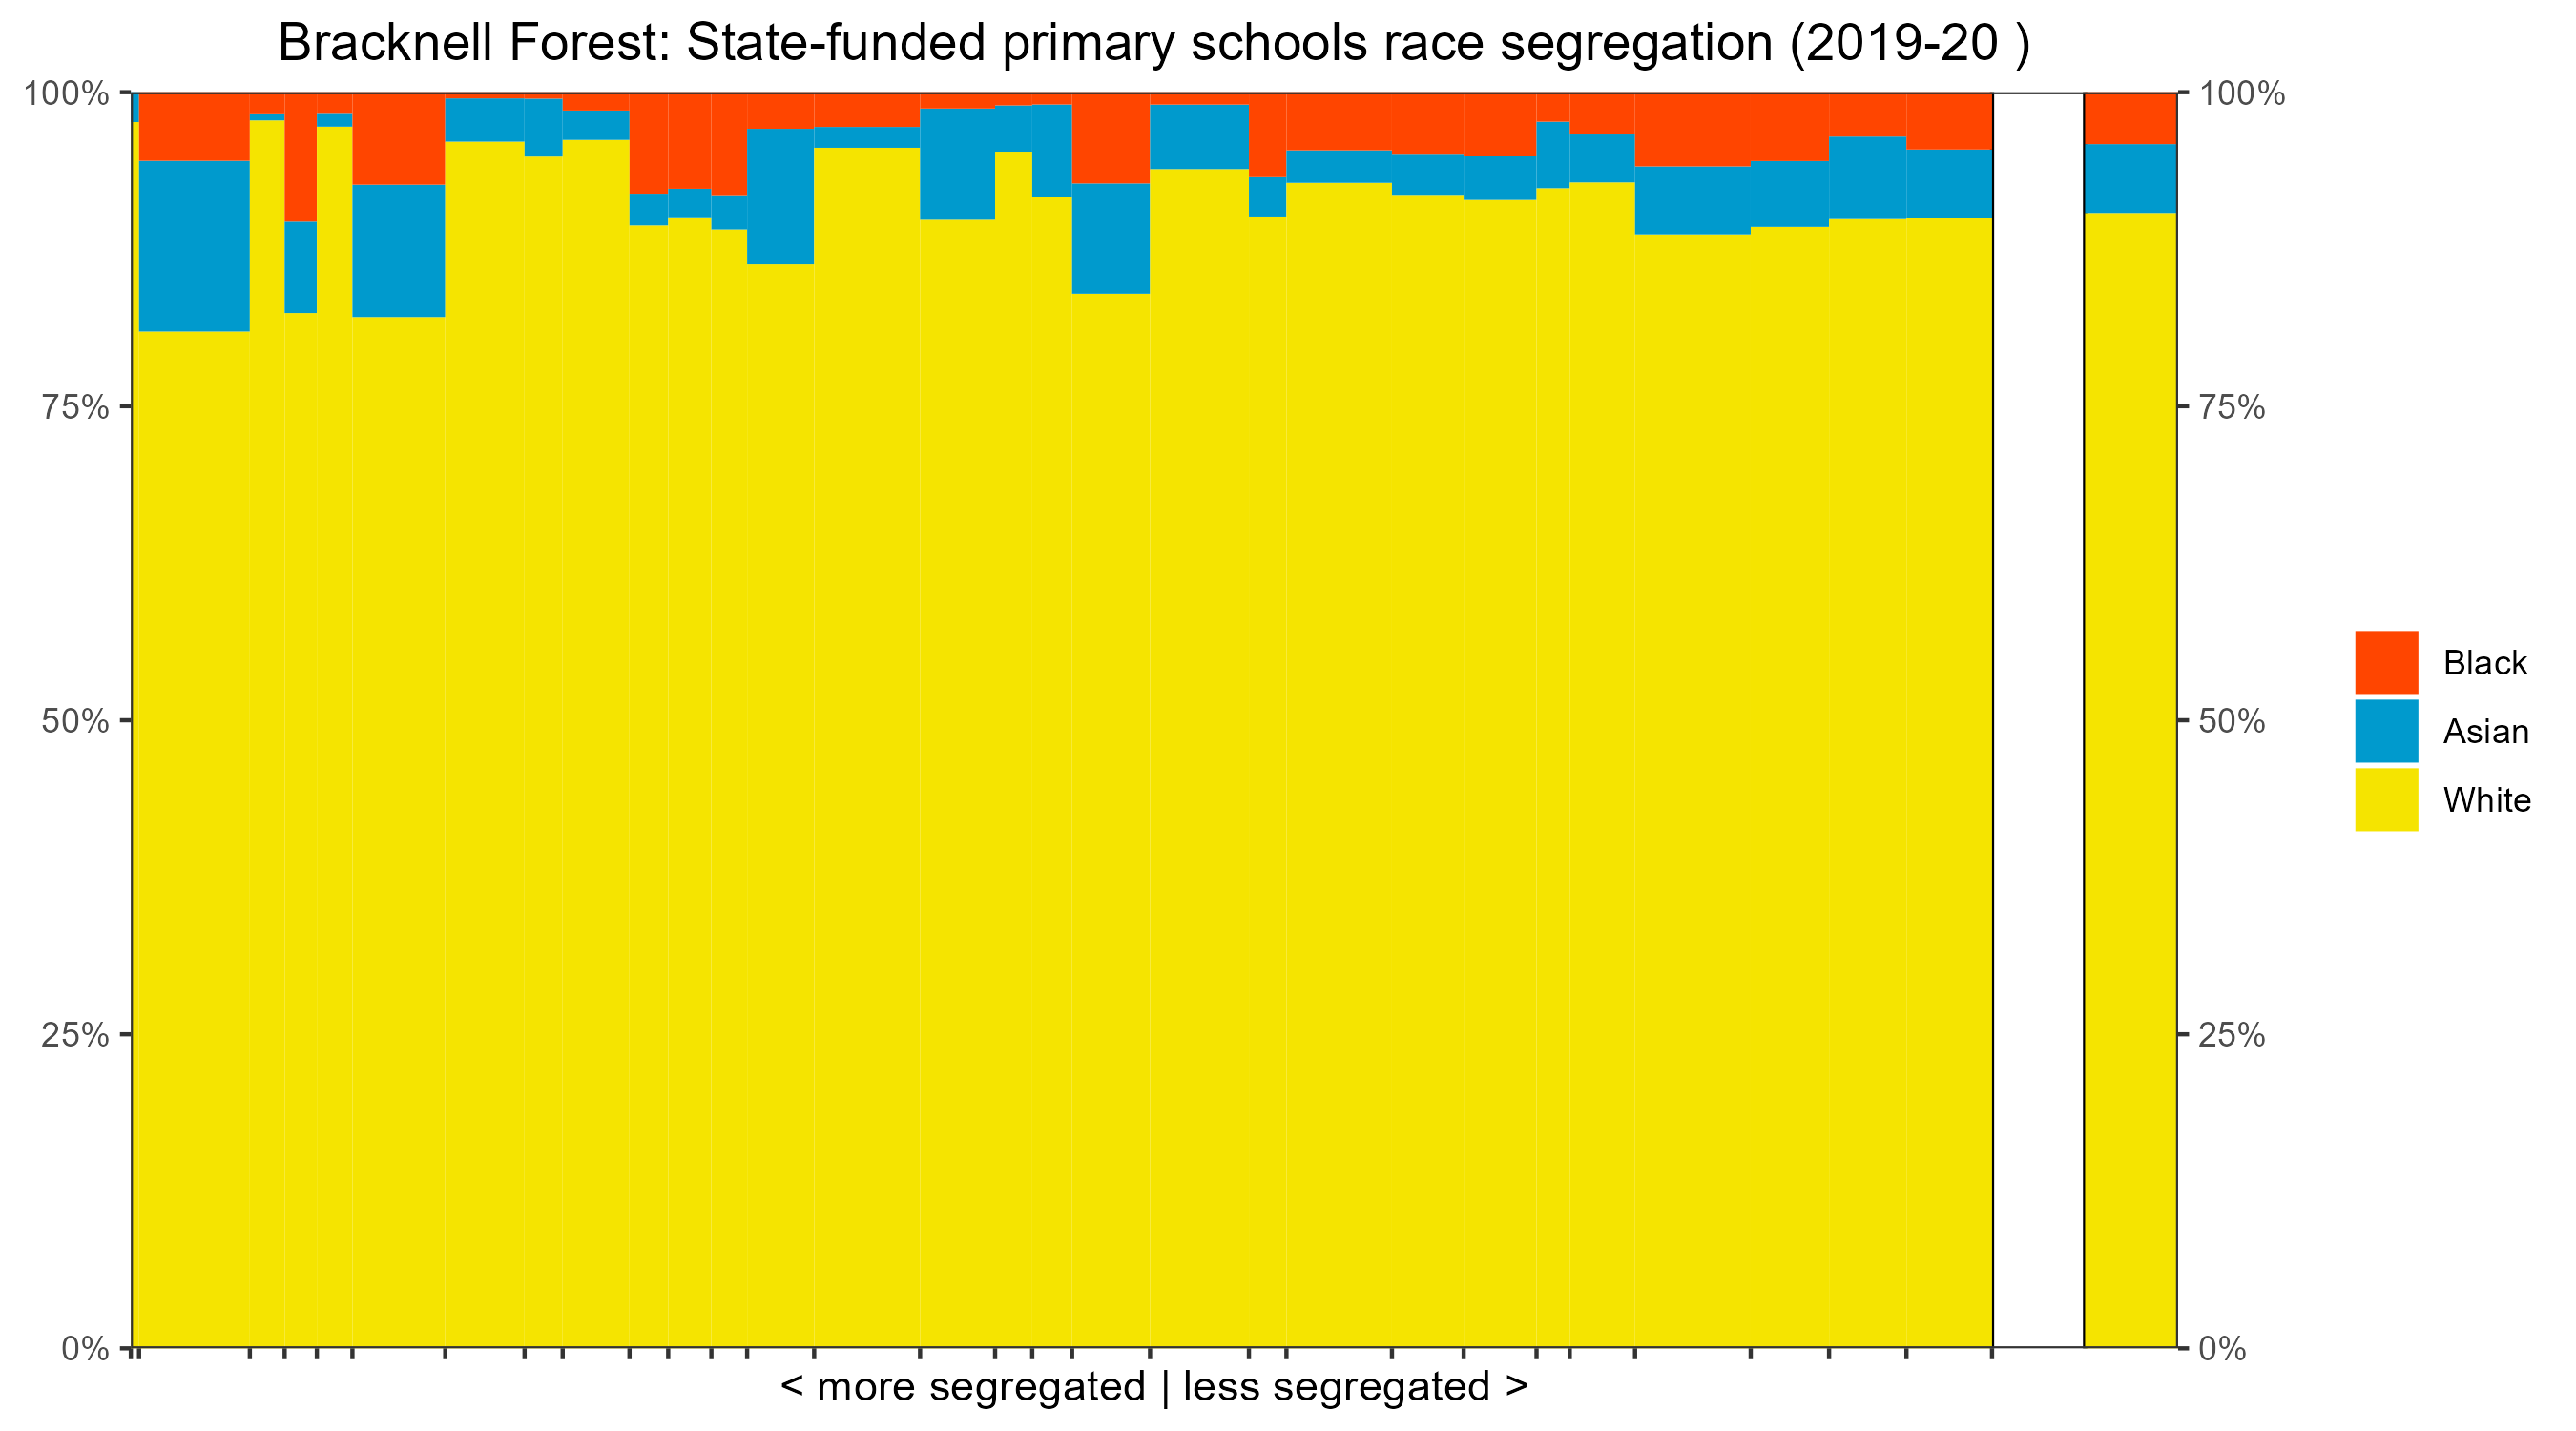 Bracknell Forest: State-funded primary schools race segregation (2019-20 )
100%
75%
50%
25%
0%
100%
75%
50%
25%
0%
Black
Asian
White
< more segregated | less segregated >